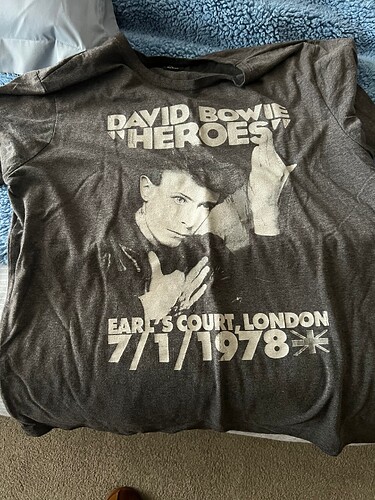 DAVID BOWIE
"HEROES"
EARL'S COURT, LONDON
7/1/1978